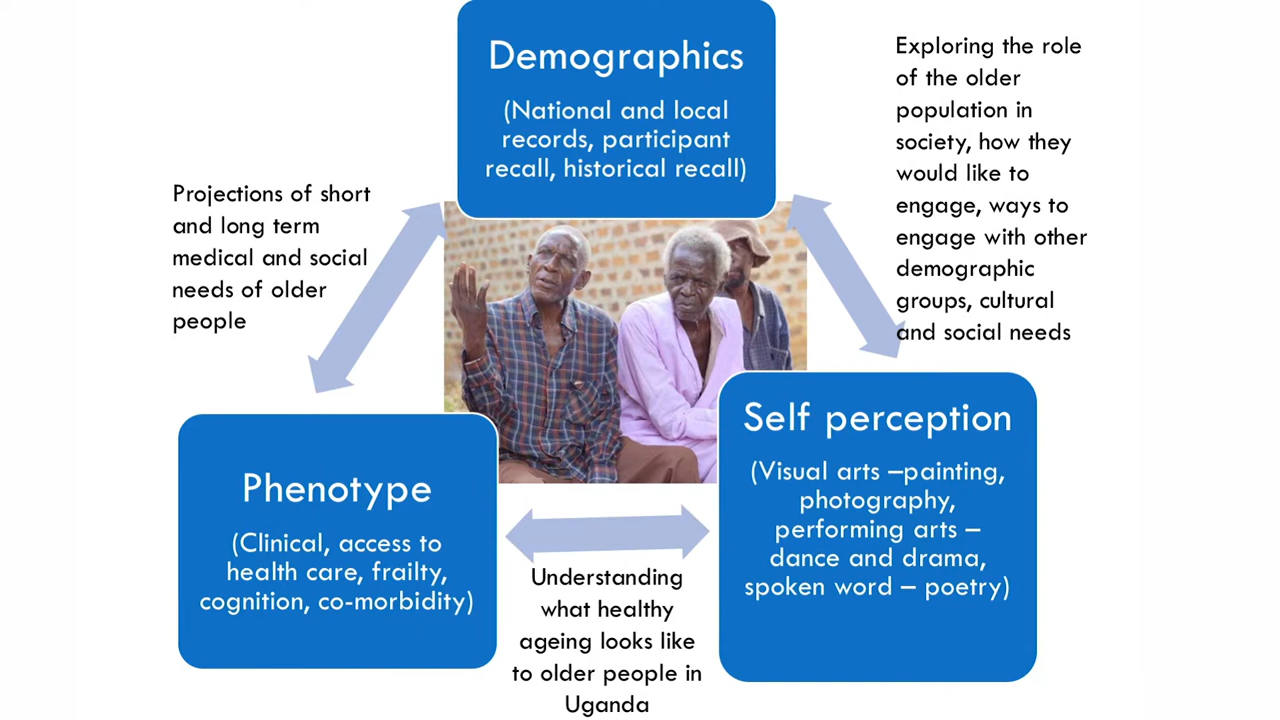 Demographics
(National and local
records, participant
recall, historical recall)
Exploring the role
of the older
population in
society, how they
would like to
engage, ways to
engage with other
demographic
groups, cultural
and social needs
Projections of short
and long term
medical and social
needs of older
people
Phenotype
(Clinical, access to
health care, frailty,
cognition, co-morbidity)
Self perception
(Visual arts –painting,
photography,
performing arts –
dance and drama,
spoken word – poetry)
Understanding
what healthy
ageing looks like
to older people in
Uganda